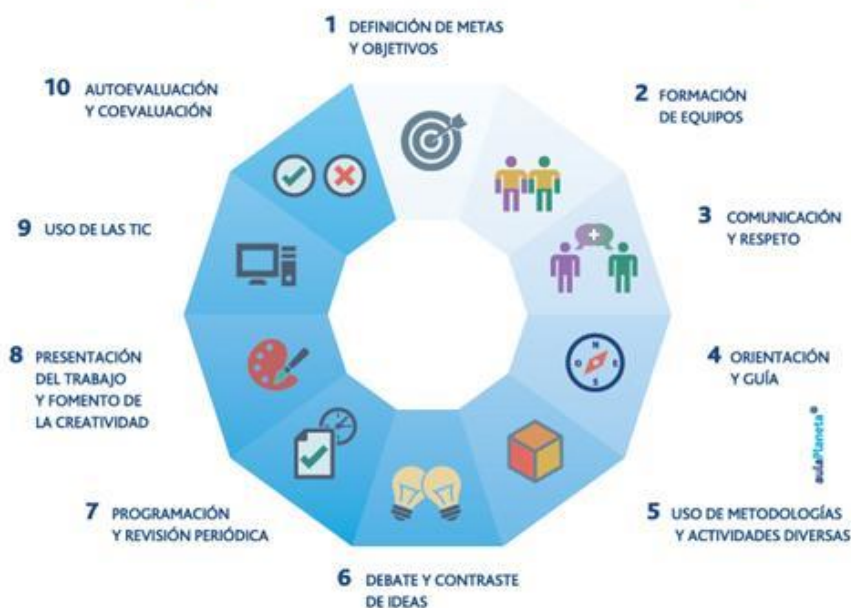 1 DEFINICIÓN DE METAS
Y OBJETIVOS
2 FORMACIÓN
DE EQUIPOS
3 COMUNICACIÓN
Y RESPETO
4 ORIENTACIÓN
Y GUÍA
5 USO DE METODOLOGÍAS
Y ACTIVIDADES DIVERSAS
6 DEBATE Y CONTRASTE
DE IDEAS
7 PROGRAMACIÓN
Y REVISIÓN PERIÓDICA
8 PRESENTACIÓN
DEL TRABAJO
Y FOMENTO DE
LA CREATIVIDAD
9 USO DE LAS TIC
10 AUTOEVALUACIÓN
Y COEVALUACIÓN
N
O E
S
aulaPlaneta